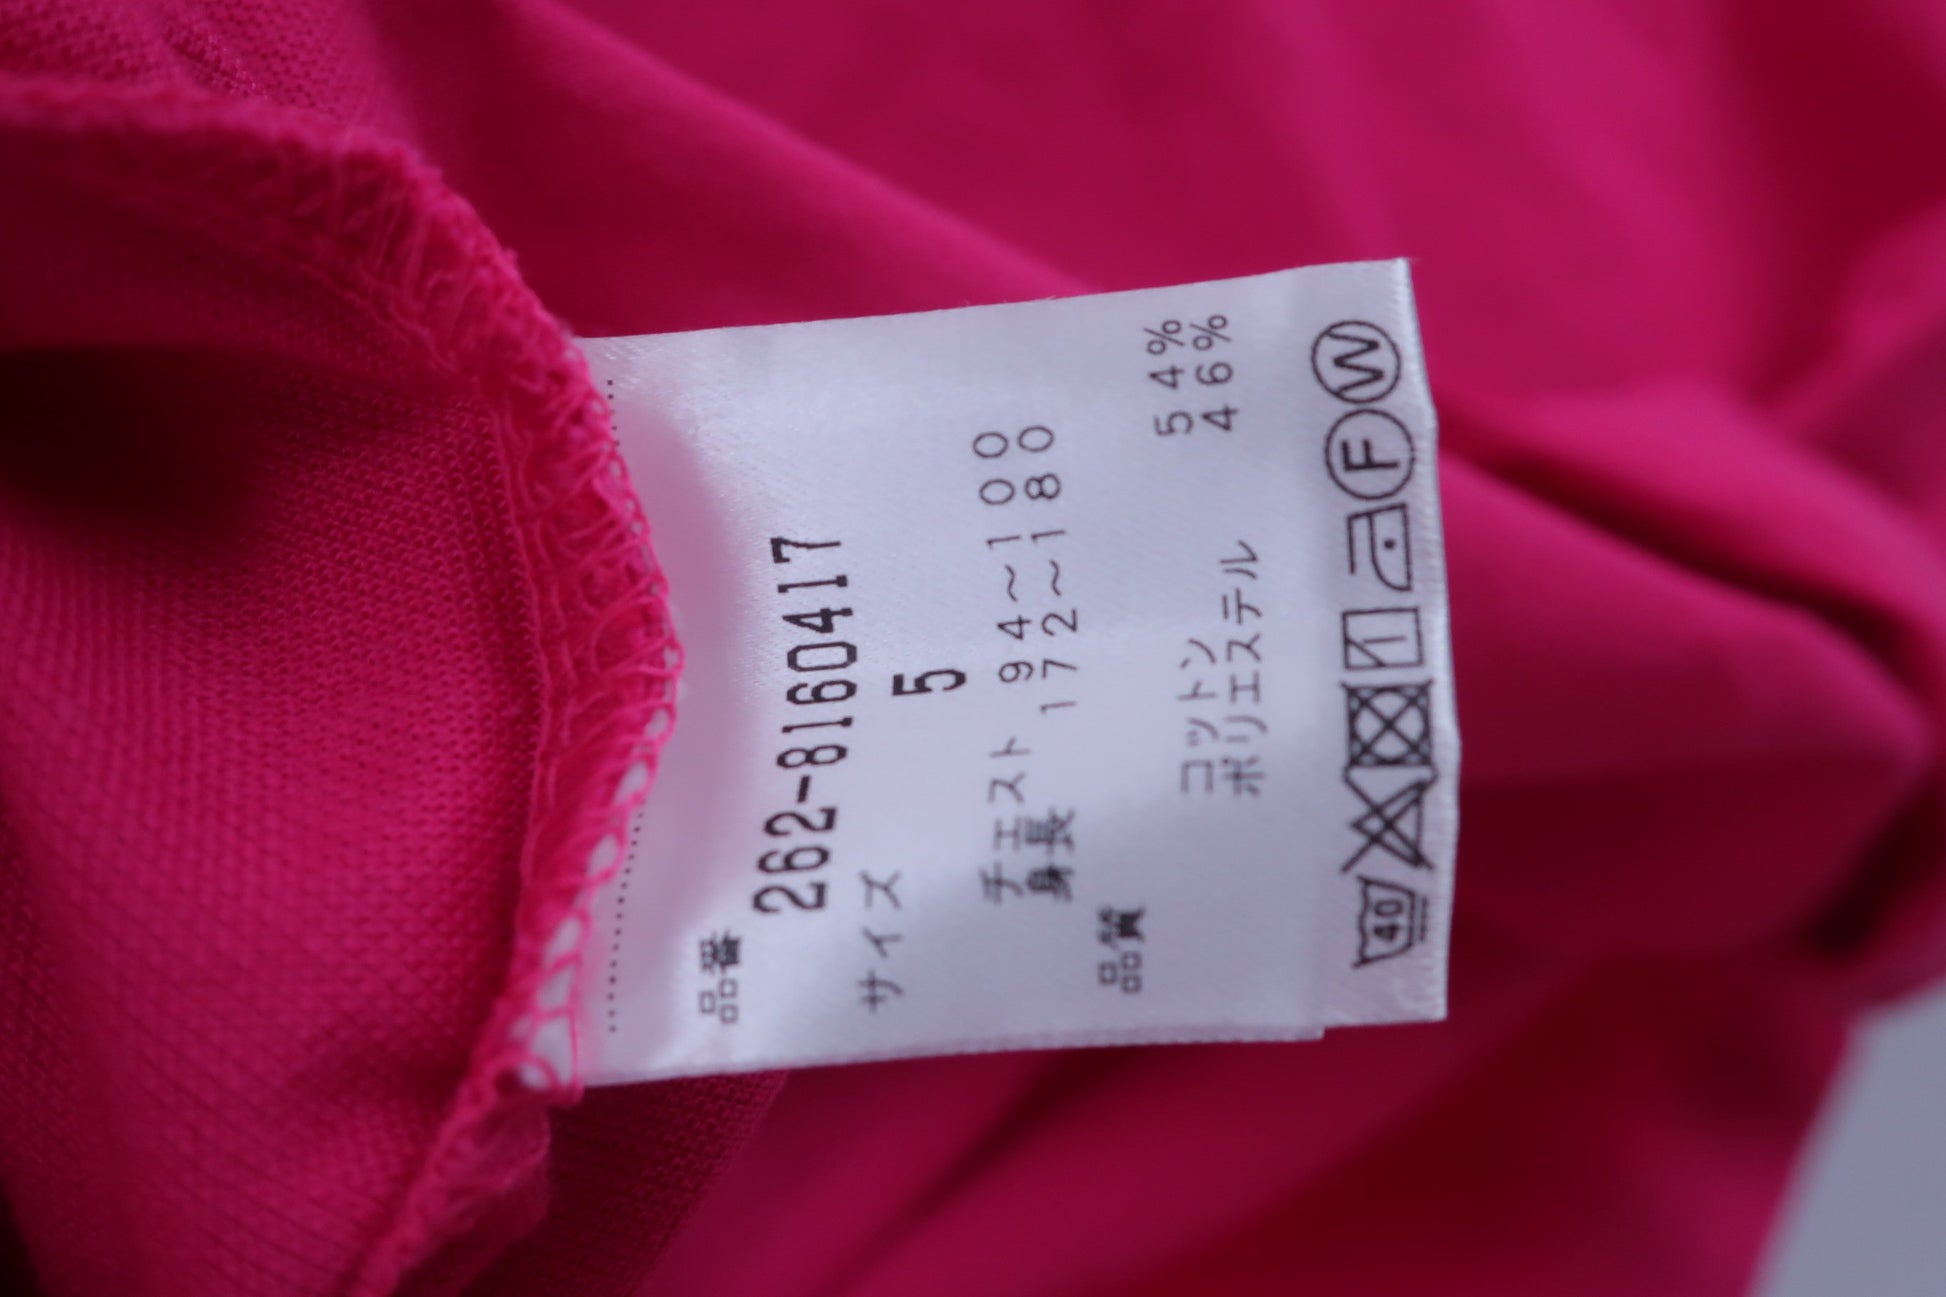 品番
262-8160417
サイズ
5
チェスト 94～100
身長 172～180
品質
コットン 54%
ポリエステル 46%
40 F W